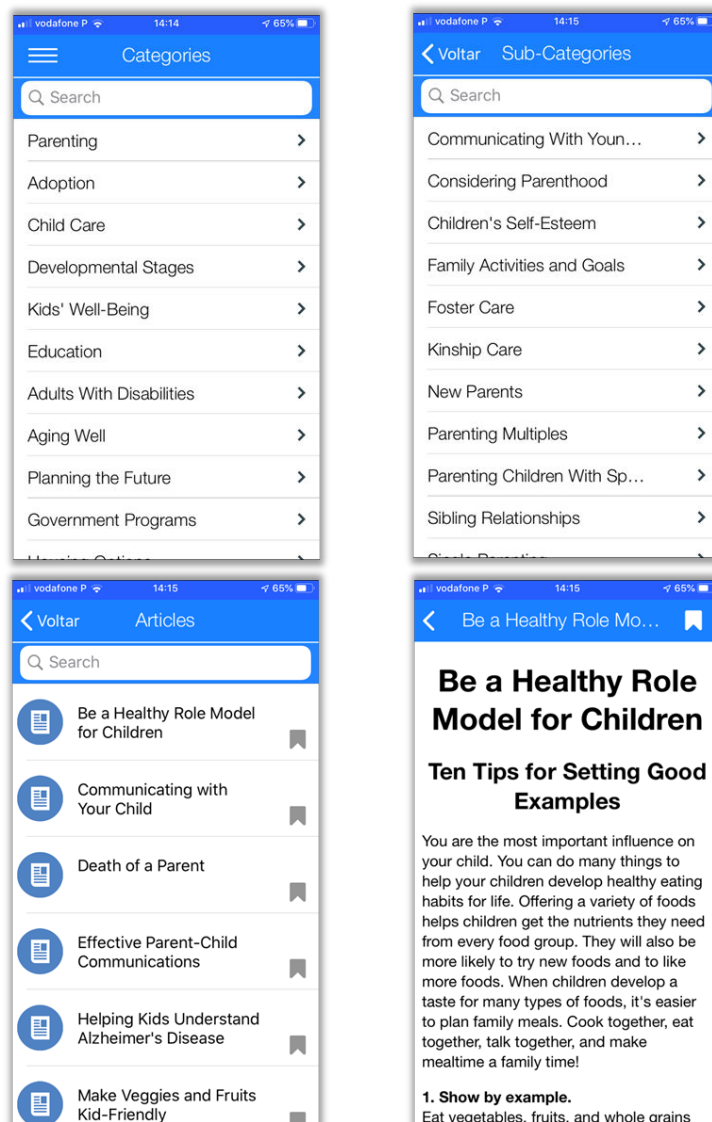 vodafone P 14:14 65%
Categories
Search
Parenting
Adoption
Child Care
Developmental Stages
Kids' Well-Being
Education
Adults With Disabilities
Aging Well
Planning the Future
Government Programs
Housing Options
vodafone P 14:15 65%
Voltar Sub-Categories
Search
Communicating With Youn...
Considering Parenthood
Children's Self-Esteem
Family Activities and Goals
Foster Care
Kinship Care
New Parents
Parenting Multiples
Parenting Children With Sp...
Sibling Relationships
Single Parenting
vodafone P 14:15 65%
Voltar Articles
Search
Be a Healthy Role Model
for Children
Communicating with
Your Child
Death of a Parent
Effective Parent-Child
Communications
Helping Kids Understand
Alzheimer's Disease
Make Veggies and Fruits
Kid-Friendly
vodafone P 14:15 65%
Be a Healthy Role Mo...
Be a Healthy Role
Model for Children
Ten Tips for Setting Good
Examples
You are the most important influence on
your child. You can do many things to
help your children develop healthy eating
habits for life. Offering a variety of foods
helps children get the nutrients they need
from every food group. They will also be
more likely to try new foods and to like
more foods. When children develop a
taste for many types of foods, it's easier
to plan family meals. Cook together, eat
together, talk together, and make
mealtime a family time!
1. Show by example.
Eat vegetables, fruits, and whole grains